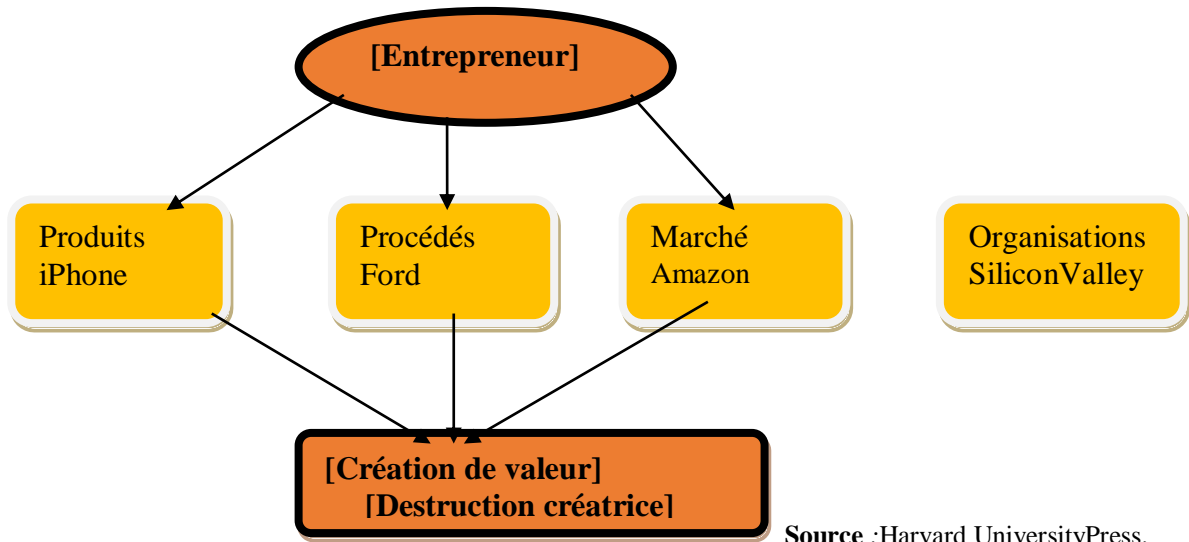 [Entrepreneur]
Produits
iPhone
Procédés
Ford
Marché
Amazon
Organisations
SiliconValley
[Création de valeur]
[Destruction créatrice]
Source :Harvard UniversityPress.